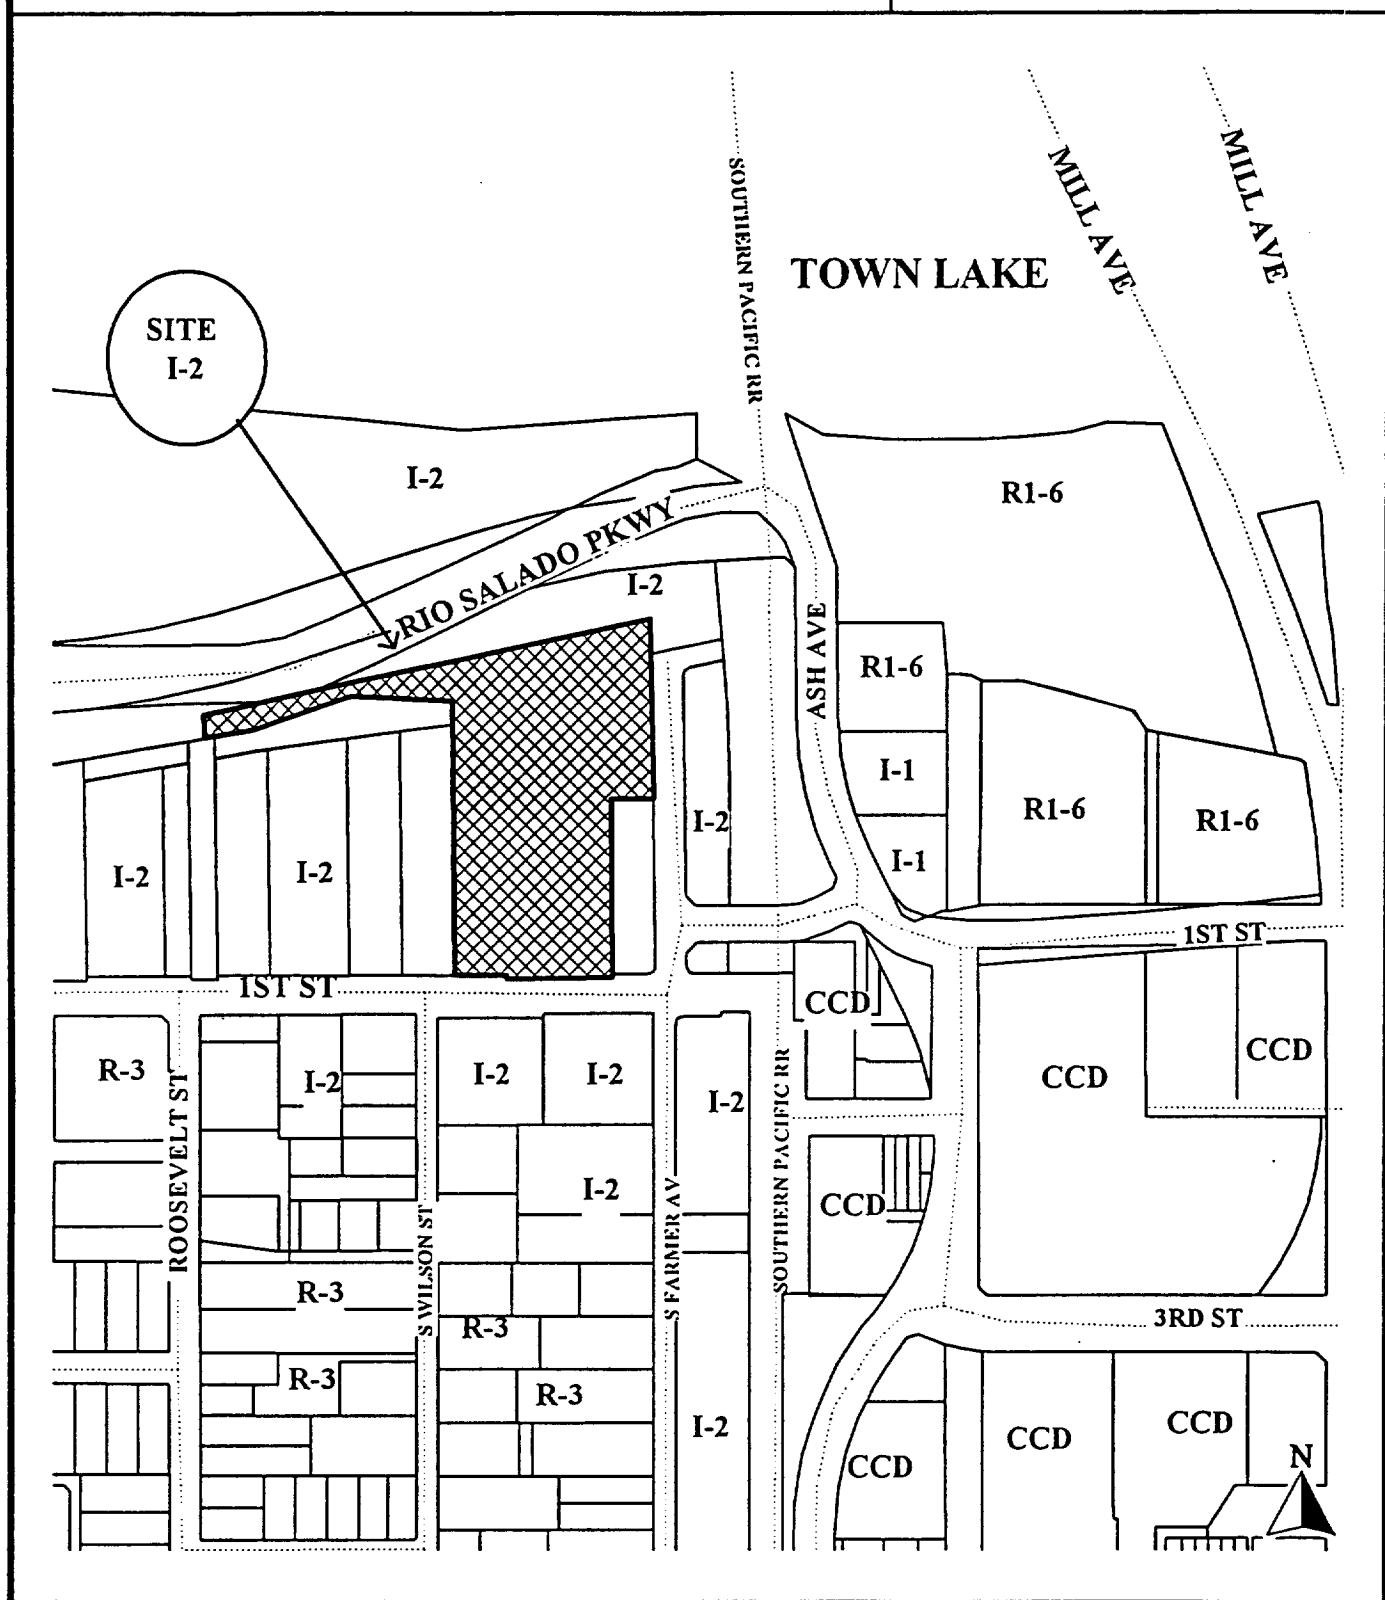 SOUTHERN PACIFIC RR
MILL AVE
MILL AVE
TOWN LAKE
SITE
I-2
I-2
R1-6
RIO SALADO PKWY
I-2
ASH AVE
R1-6
I-1
I-2
R1-6
R1-6
I-1
I-2
I-2
1ST ST
1ST ST
CCD
R-3
ROOSEVELT ST
I-2
I-2
I-2
I-2
SOUTHERN PACIFIC RR
CCD
CCD
I-2
S FARMER AV
S WILSON ST
CCD
R-3
R-3
3RD ST
R-3
R-3
I-2
CCD
CCD
CCD
N